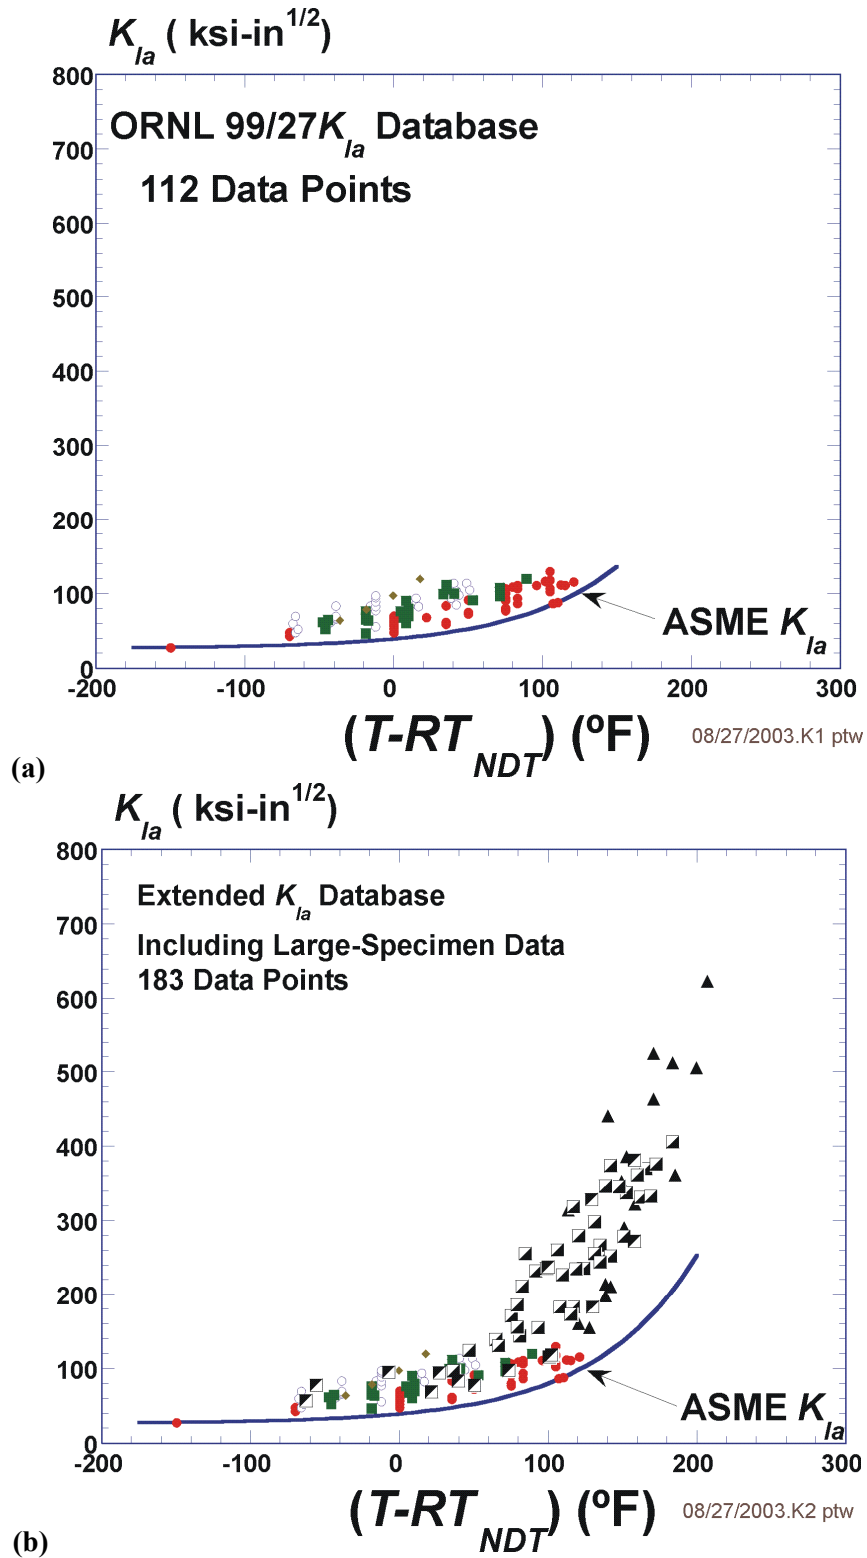 K_Ia ( ksi-in^1/2)
800
ORNL 99/27K_Ia Database
700
112 Data Points
600
500
400
300
200
100
ASME K_Ia
0
-200 -100 0 100 200 300
(T-RT_NDT) (ºF)
08/27/2003.K1 ptw
(a)
K_Ia ( ksi-in^1/2)
800
Extended K_Ia Database
700
Including Large-Specimen Data
183 Data Points
600
500
400
300
200
100
ASME K_Ia
0
-200 -100 0 100 200 300
(T-RT_NDT) (ºF)
08/27/2003.K2 ptw
(b)